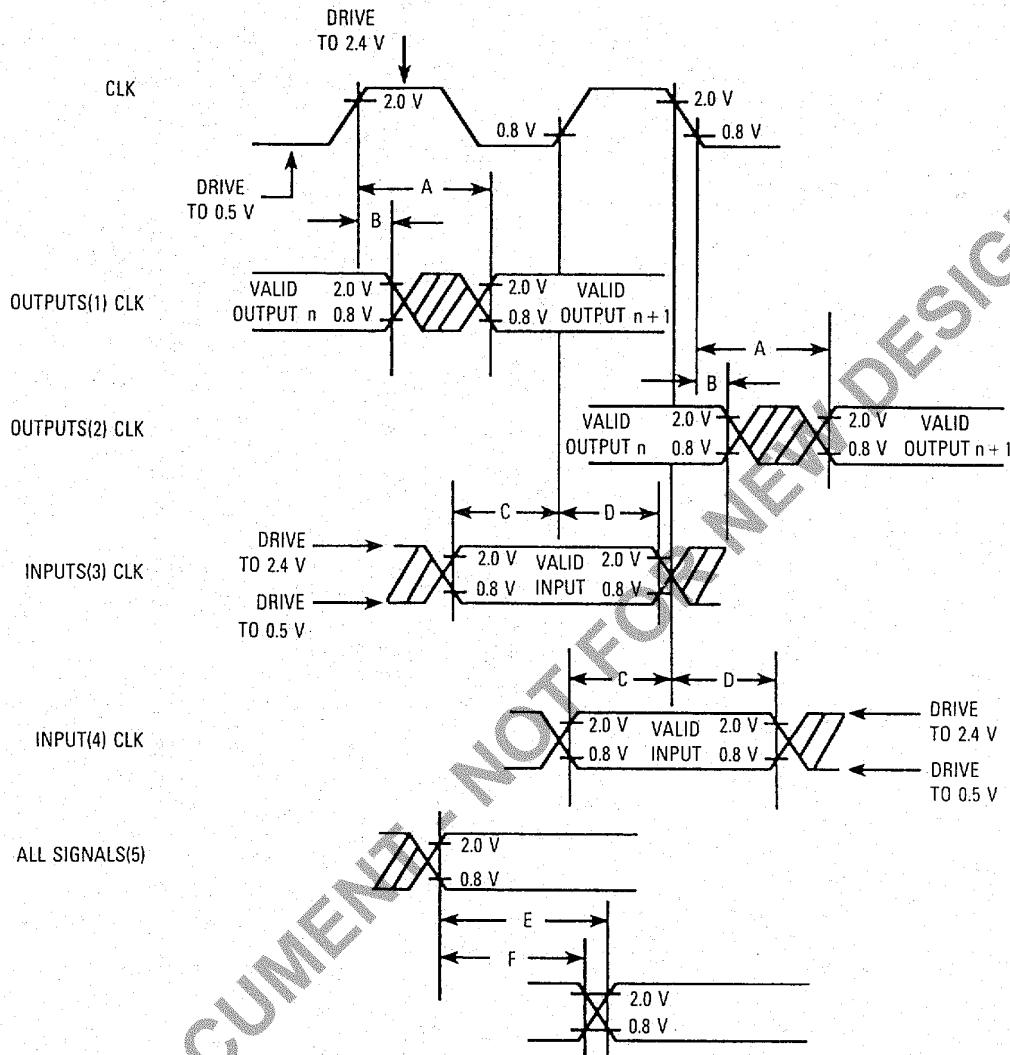 DRIVE
TO 2.4 V
CLK
2.0 V
0.8 V
2.0 V
0.8 V
DRIVE
TO 0.5 V
A
B
OUTPUTS(1) CLK
VALID
OUTPUT n
2.0 V
0.8 V
2.0 V
0.8 V
VALID
OUTPUT n + 1
A
B
OUTPUTS(2) CLK
VALID
OUTPUT n
2.0 V
0.8 V
2.0 V
0.8 V
VALID
OUTPUT n + 1
C
D
INPUTS(3) CLK
DRIVE
TO 2.4 V
DRIVE
TO 0.5 V
2.0 V
0.8 V
VALID
INPUT
2.0 V
0.8 V
C
D
INPUT(4) CLK
2.0 V
0.8 V
VALID
INPUT
2.0 V
0.8 V
DRIVE
TO 2.4 V
DRIVE
TO 0.5 V
ALL SIGNALS(5)
2.0 V
0.8 V
E
F
2.0 V
0.8 V
CUMENT - NOT FOR NEW DESIG